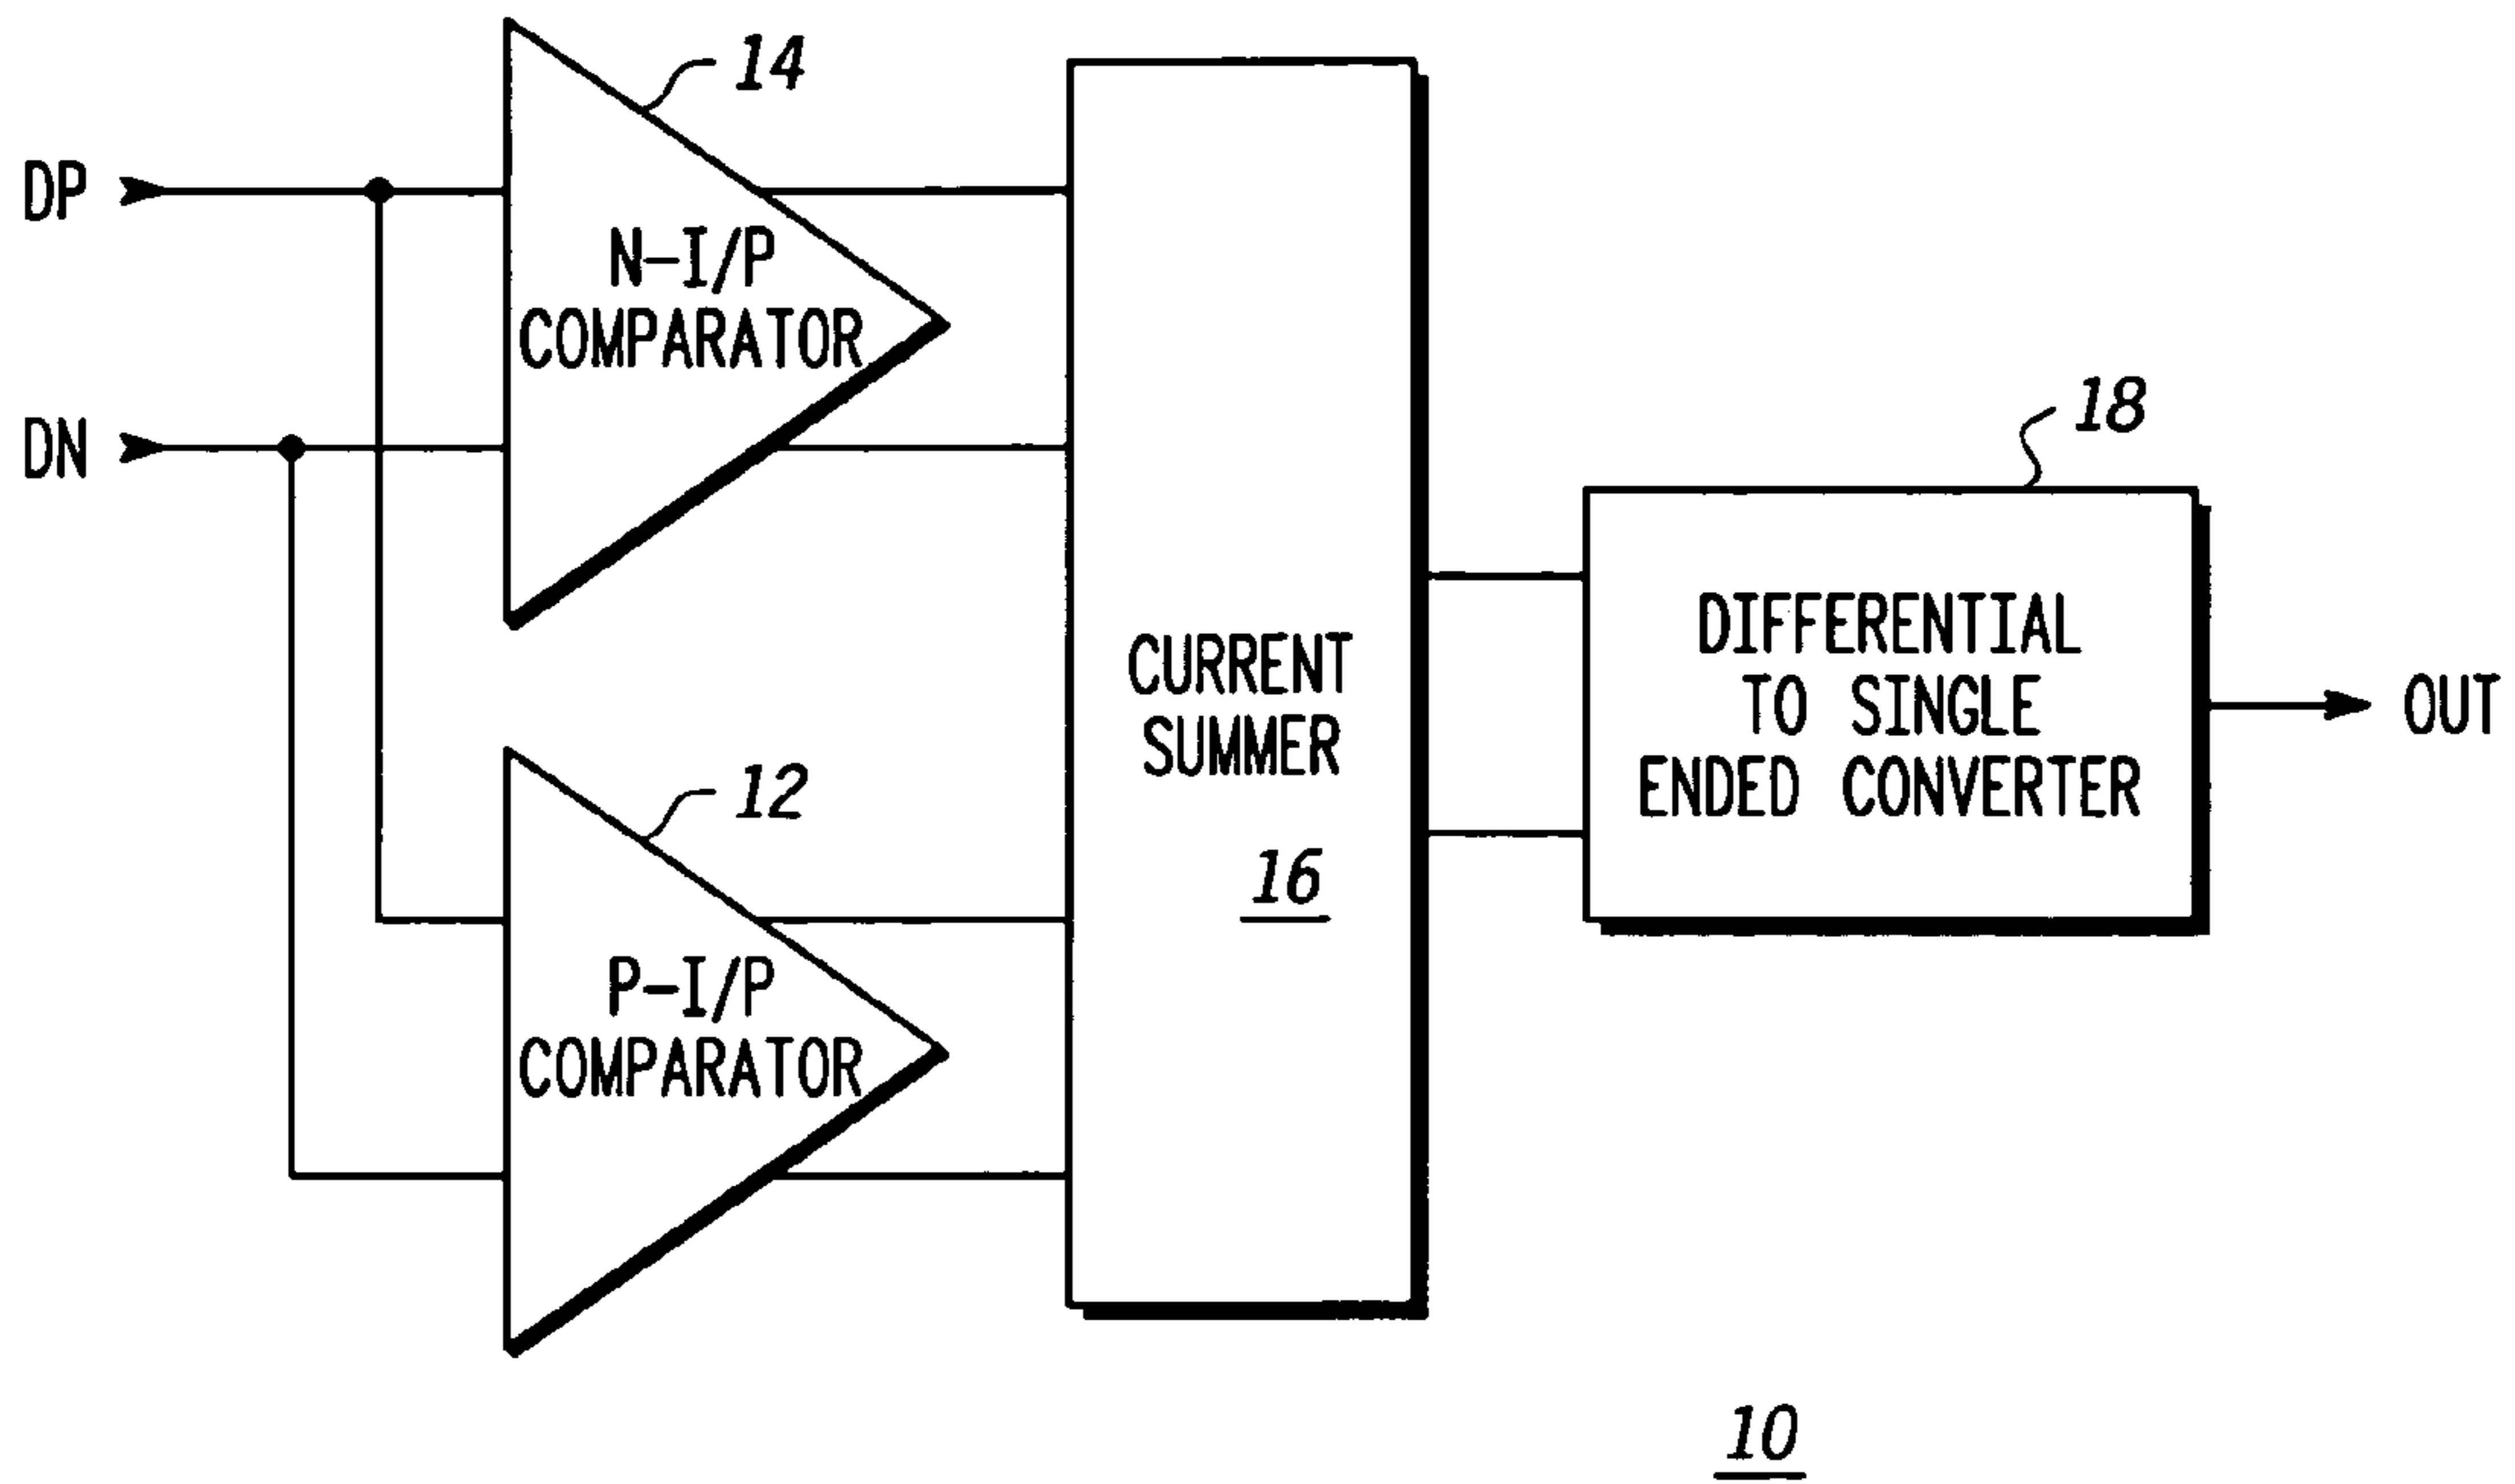 14
DP
N-I/P
COMPARATOR
DN
18
CURRENT
SUMMER
16
DIFFERENTIAL
TO SINGLE
ENDED CONVERTER
OUT
12
P-I/P
COMPARATOR
10